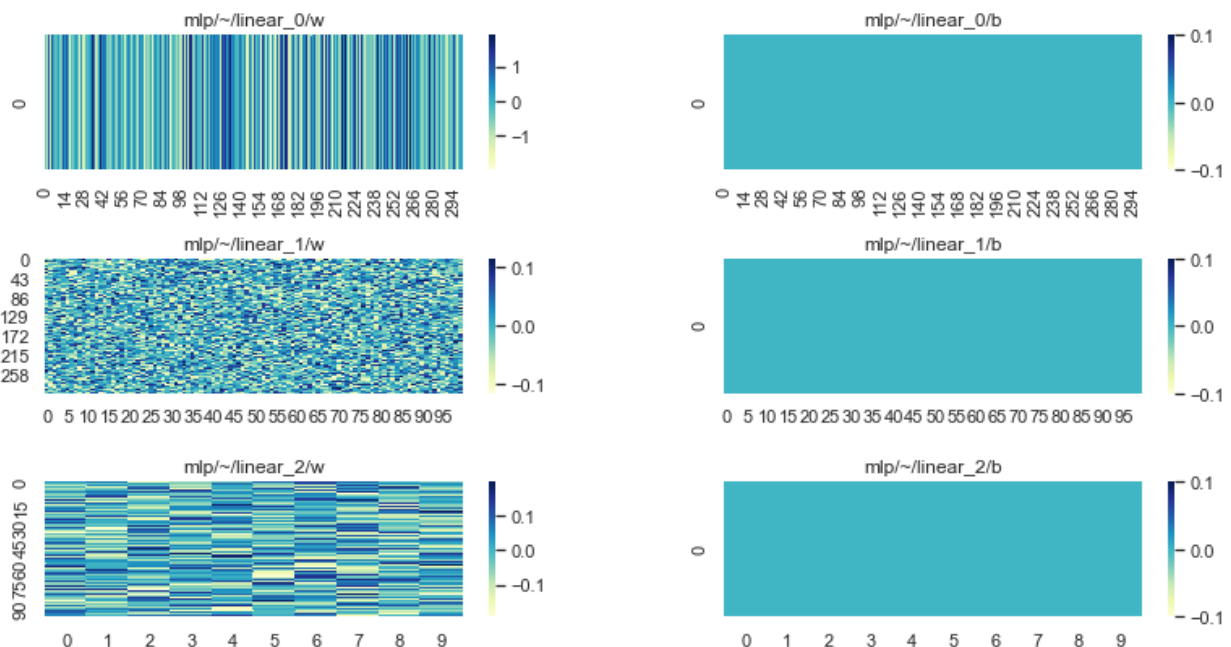 mlp/~/linear_0/w
0
1
0
−1
0 14 28 42 56 70 84 98 112 126 140 154 168 182 196 210 224 238 252 266 280 294
mlp/~/linear_0/b
0
0.1
0.0
−0.1
0 14 28 42 56 70 84 98 112 126 140 154 168 182 196 210 224 238 252 266 280 294
mlp/~/linear_1/w
0
43
86
129
172
215
258
0.1
0.0
−0.1
0 5 10 15 20 25 30 35 40 45 50 55 60 65 70 75 80 85 90 95
mlp/~/linear_1/b
0
0.1
0.0
−0.1
0 5 10 15 20 25 30 35 40 45 50 55 60 65 70 75 80 85 90 95
mlp/~/linear_2/w
0 15 30 45 60 75 90
0.1
0.0
−0.1
0 1 2 3 4 5 6 7 8 9
mlp/~/linear_2/b
0
0.1
0.0
−0.1
0 1 2 3 4 5 6 7 8 9